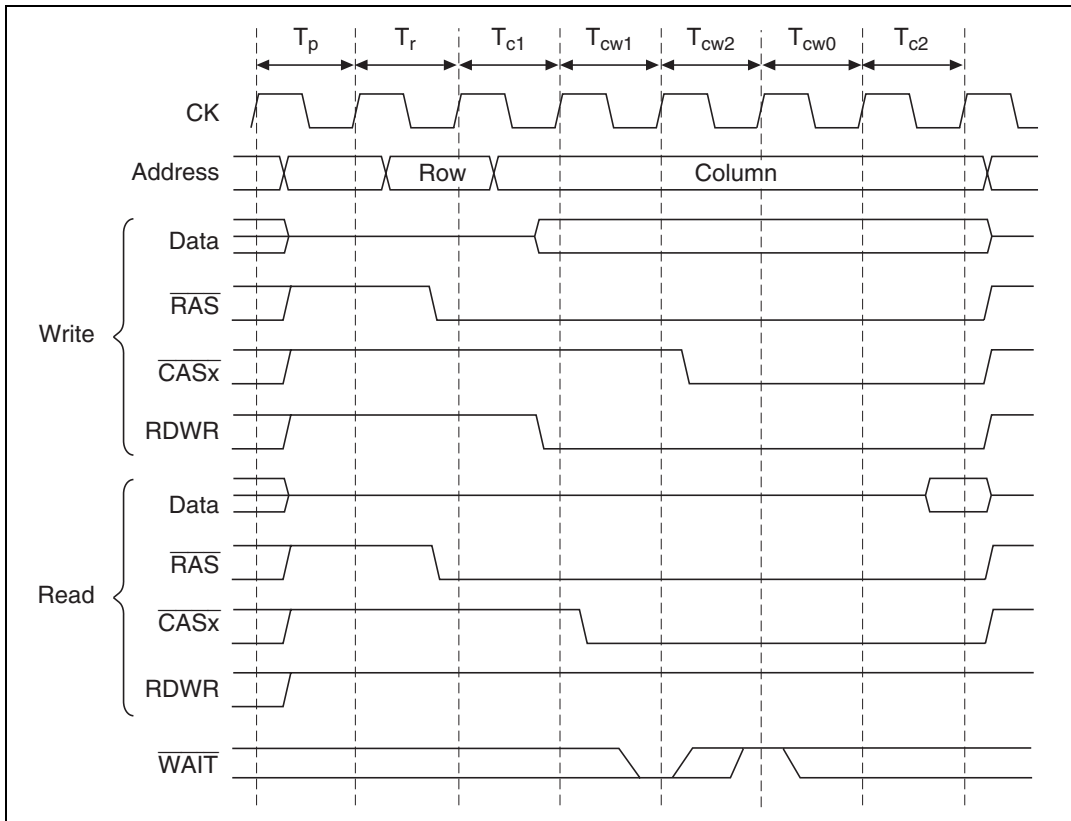 Tp Tr Tc1 Tcw1 Tcw2 Tcw0 Tc2
CK
Address Row Column
Data
RAS
Write
CASx
RDWR
Data
RAS
Read
CASx
RDWR
WAIT